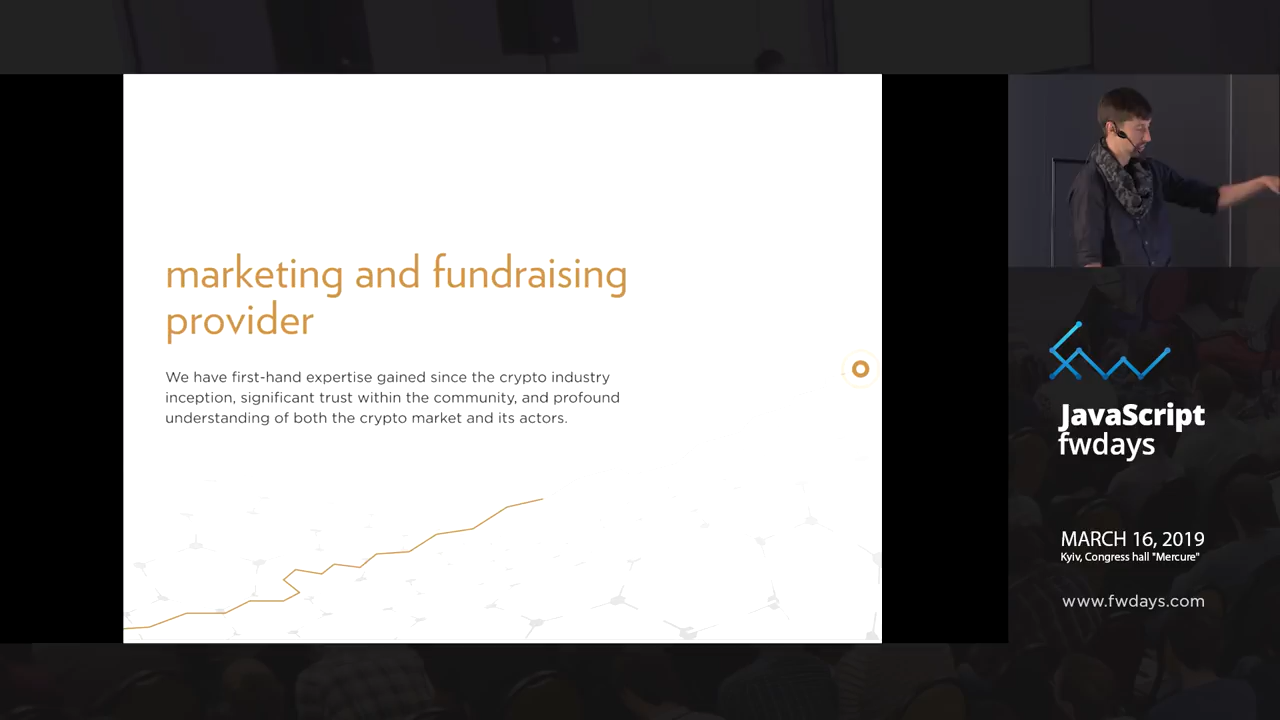 marketing and fundraising
provider
We have first-hand expertise gained since the crypto industry
inception, significant trust within the community, and profound
understanding of both the crypto market and its actors.
fw
JavaScript
fwdays
MARCH 16, 2019
Kyiv, Congress hall "Mercure"
www.fwdays.com